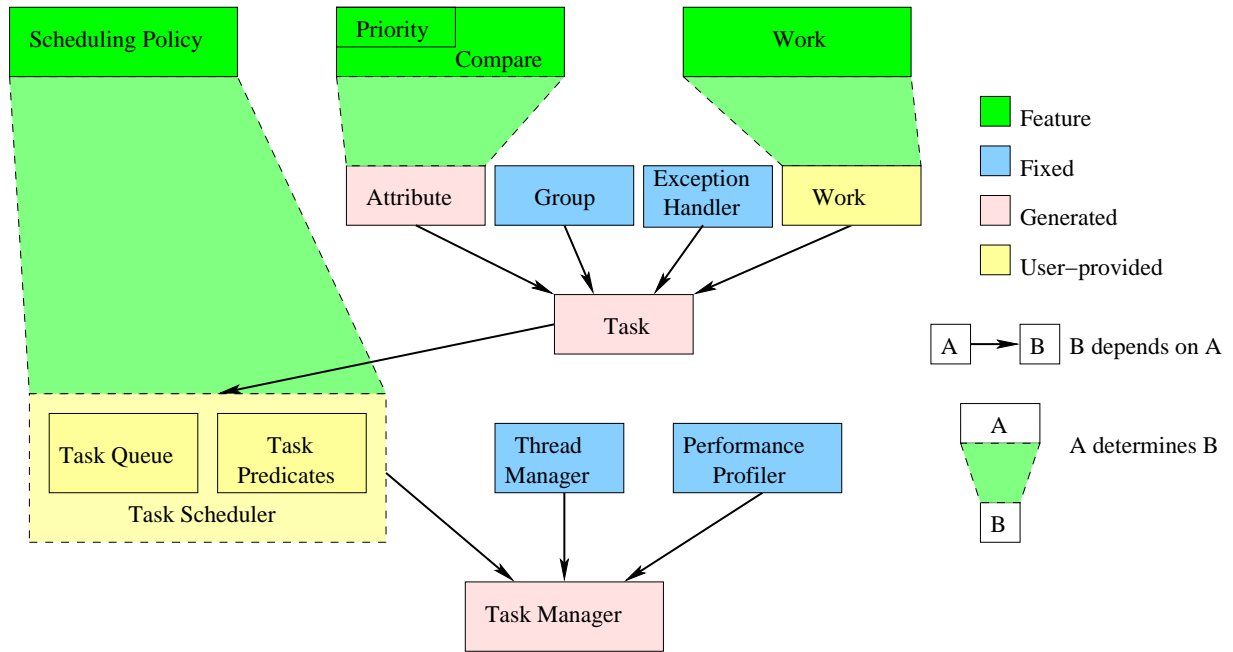 Scheduling Policy
Priority
Compare
Work
Feature
Fixed
Generated
User−provided
Attribute
Group
Exception
Handler
Work
Task
A
B
B depends on A
Task Queue
Task
Predicates
Task Scheduler
Thread
Manager
Performance
Profiler
A
A determines B
B
Task Manager